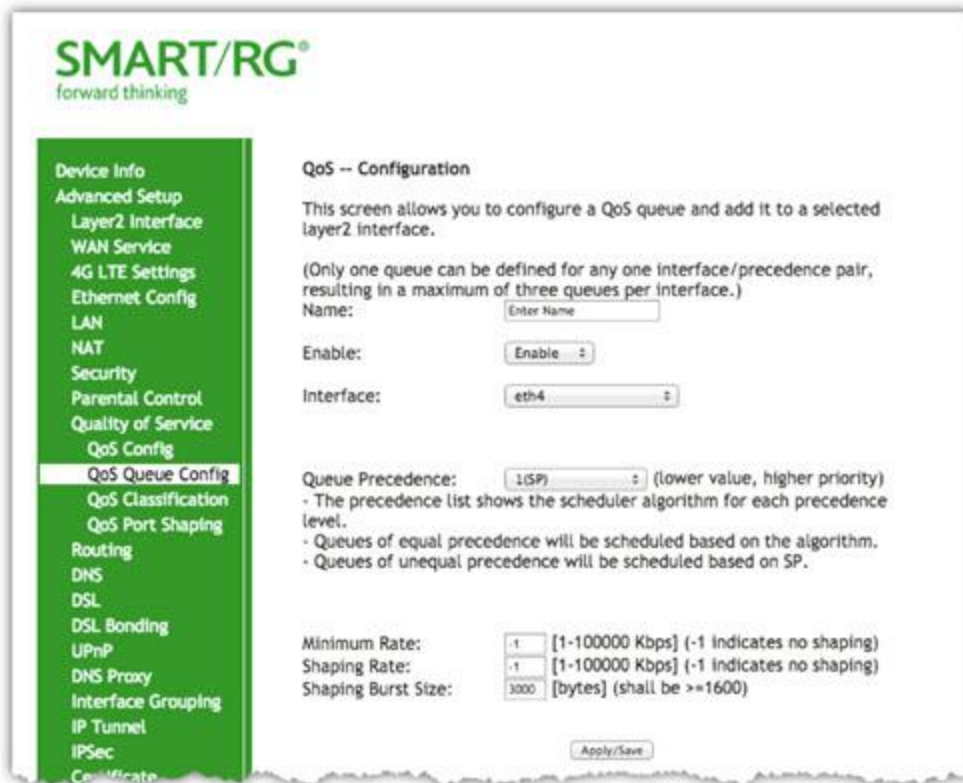 SMART/RG®
forward thinking
Device Info
Advanced Setup
Layer2 Interface
WAN Service
4G LTE Settings
Ethernet Config
LAN
NAT
Security
Parental Control
Quality of Service
QoS Config
QoS Queue Config
QoS Classification
QoS Port Shaping
Routing
DNS
DSL
DSL Bonding
UPnP
DNS Proxy
Interface Grouping
IP Tunnel
IPSec
Certificate
QoS -- Configuration
This screen allows you to configure a QoS queue and add it to a selected
layer2 interface.
(Only one queue can be defined for any one interface/precedence pair,
resulting in a maximum of three queues per interface.)
Name: Enter Name
Enable: Enable
Interface: eth4
Queue Precedence: 1(SP) (lower value, higher priority)
- The precedence list shows the scheduler algorithm for each precedence
level.
- Queues of equal precedence will be scheduled based on the algorithm.
- Queues of unequal precedence will be scheduled based on SP.
Minimum Rate: -1 [1-100000 Kbps] (-1 indicates no shaping)
Shaping Rate: -1 [1-100000 Kbps] (-1 indicates no shaping)
Shaping Burst Size: 3000 [bytes] (shall be >=1600)
Apply/Save